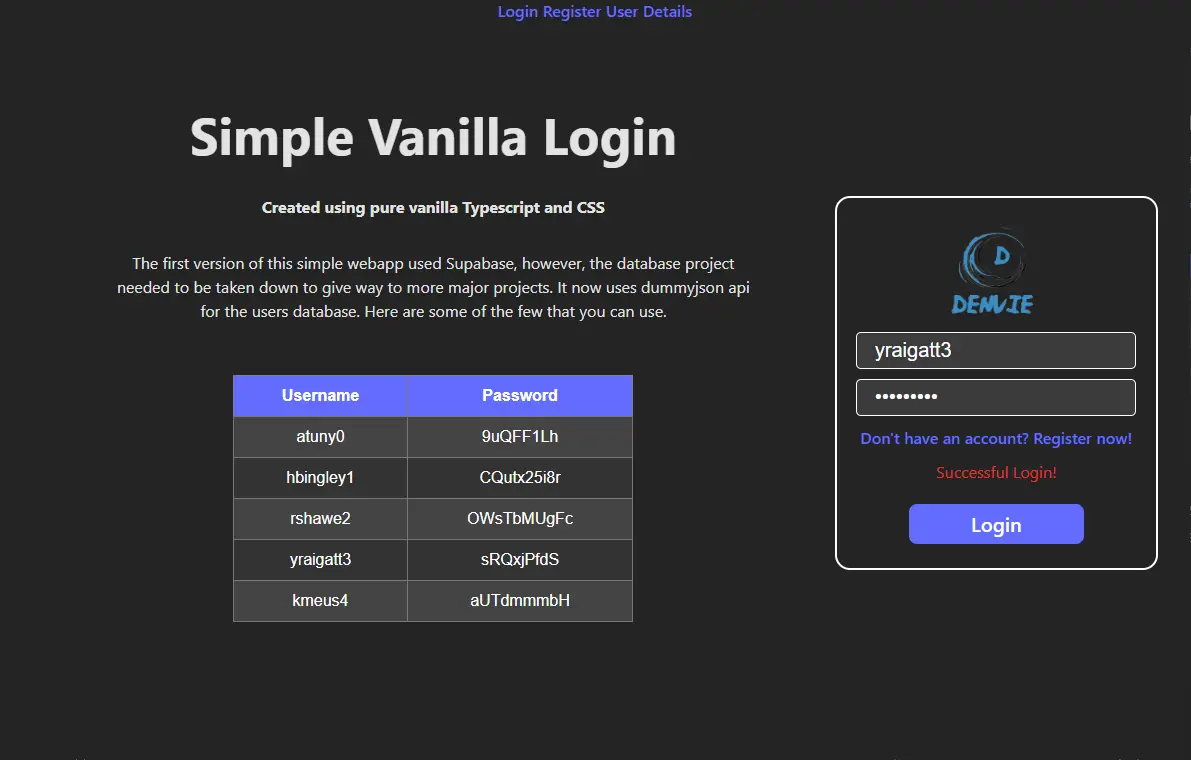 Login Register User Details
Simple Vanilla Login
Created using pure vanilla Typescript and CSS
The first version of this simple webapp used Supabase, however, the database project
needed to be taken down to give way to more major projects. It now uses dummyjson api
for the users database. Here are some of the few that you can use.
Username Password
atuny0 9uQFF1Lh
hbingley1 CQutx25i8r
rshawe2 OWsTbMUgFc
yraigatt3 sRQxjPfdS
kmeus4 aUTdmmmbH
D
DENVIE
yraigatt3
•••••••••
Don't have an account? Register now!
Successful Login!
Login